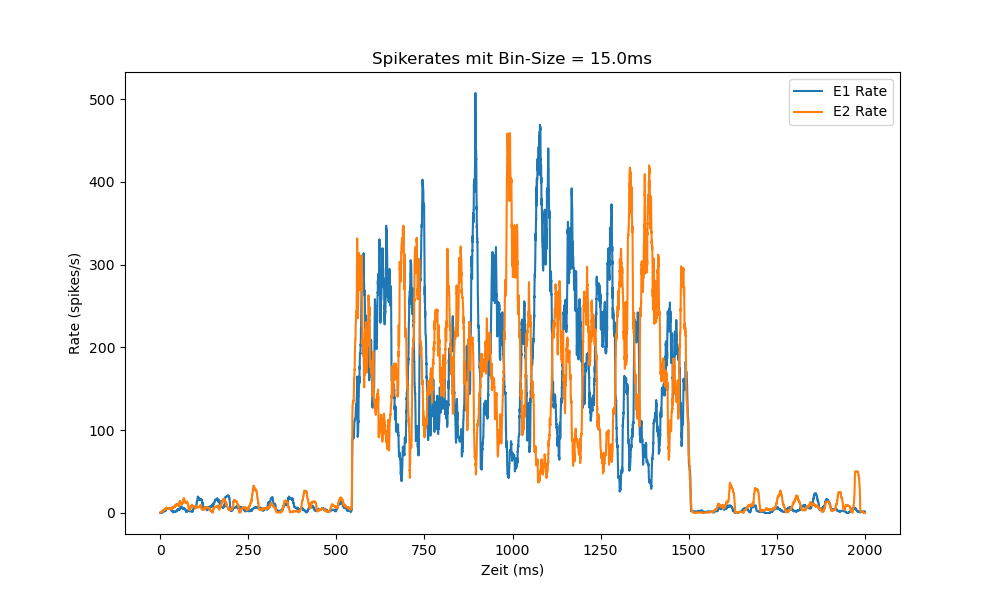 Spikerates mit Bin-Size = 15.0ms
E1 Rate
E2 Rate
Rate (spikes/s)
500
400
300
200
100
0
0 250 500 750 1000 1250 1500 1750 2000
Zeit (ms)